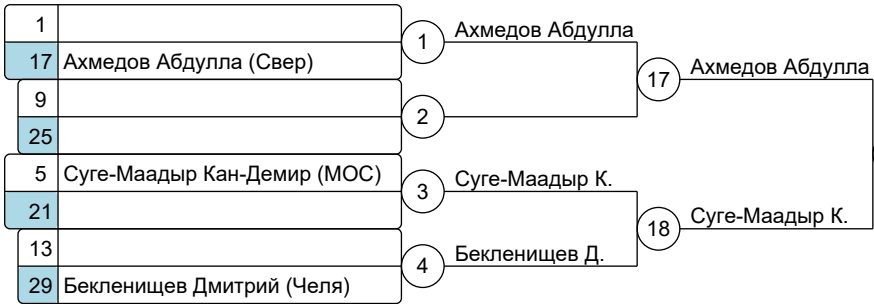 1
17 Ахмедов Абдулла (Свер)
9
25
5 Суге-Маадыр Кан-Демир (МОС)
21
13
29 Бекленищев Дмитрий (Челя)
1 Ахмедов Абдулла
2
3 Суге-Маадыр К.
4 Бекленищев Д.
17 Ахмедов Абдулла
18 Суге-Маадыр К.